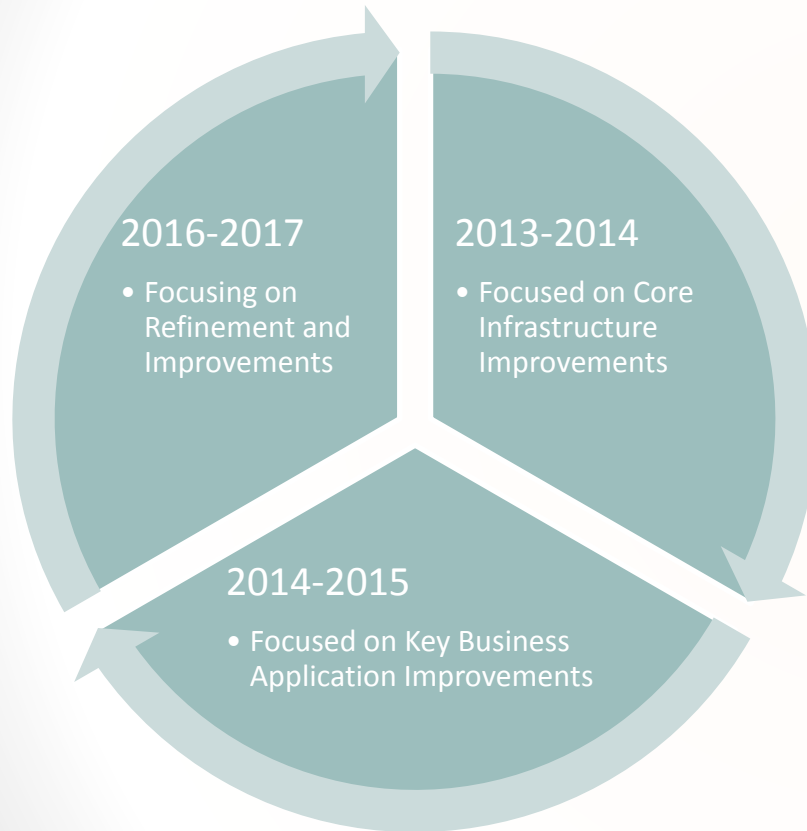 2013-2014
• Focused on Core
Infrastructure
Improvements
2014-2015
• Focused on Key Business
Application Improvements
2016-2017
• Focusing on
Refinement and
Improvements